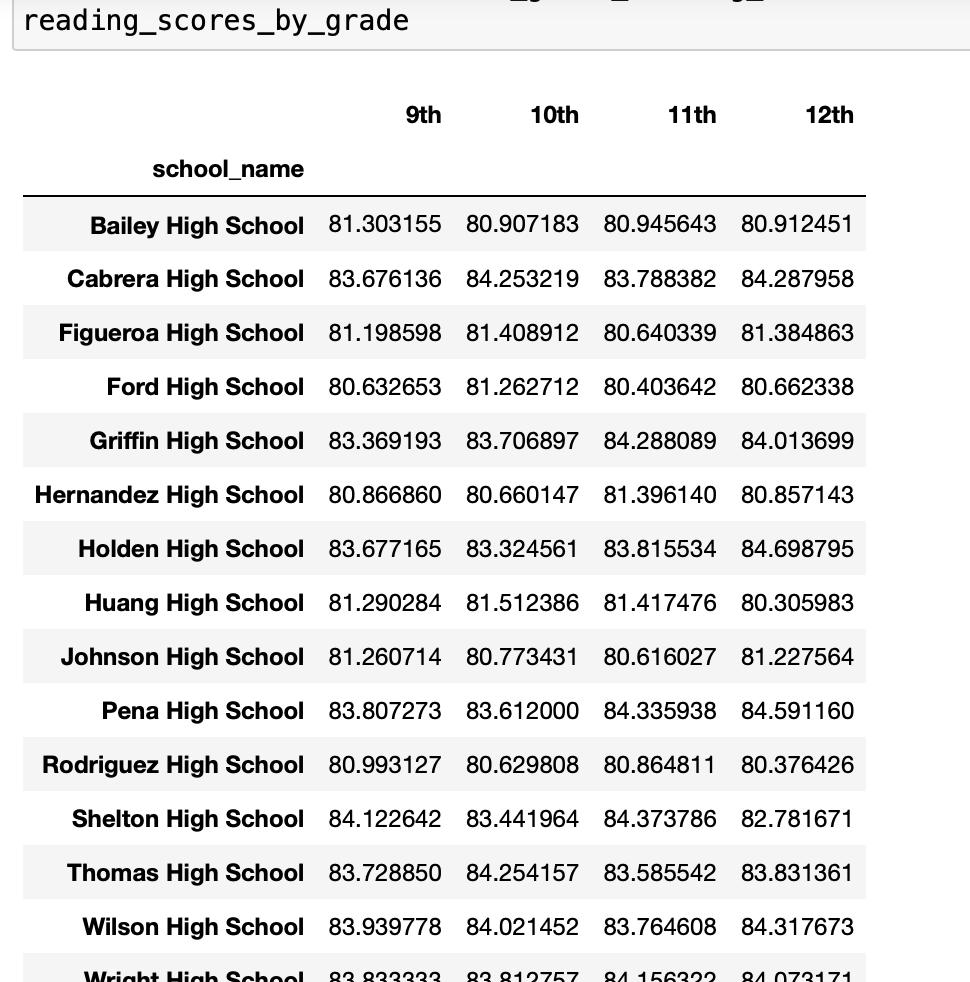 reading_scores_by_grade
9th 10th 11th 12th
school_name
Bailey High School 81.303155 80.907183 80.945643 80.912451
Cabrera High School 83.676136 84.253219 83.788382 84.287958
Figueroa High School 81.198598 81.408912 80.640339 81.384863
Ford High School 80.632653 81.262712 80.403642 80.662338
Griffin High School 83.369193 83.706897 84.288089 84.013699
Hernandez High School 80.866860 80.660147 81.396140 80.857143
Holden High School 83.677165 83.324561 83.815534 84.698795
Huang High School 81.290284 81.512386 81.417476 80.305983
Johnson High School 81.260714 80.773431 80.616027 81.227564
Pena High School 83.807273 83.612000 84.335938 84.591160
Rodriguez High School 80.993127 80.629808 80.864811 80.376426
Shelton High School 84.122642 83.441964 84.373786 82.781671
Thomas High School 83.728850 84.254157 83.585542 83.831361
Wilson High School 83.939778 84.021452 83.764608 84.317673
Wright High School 83.833333 83.812757 84.156322 84.073171